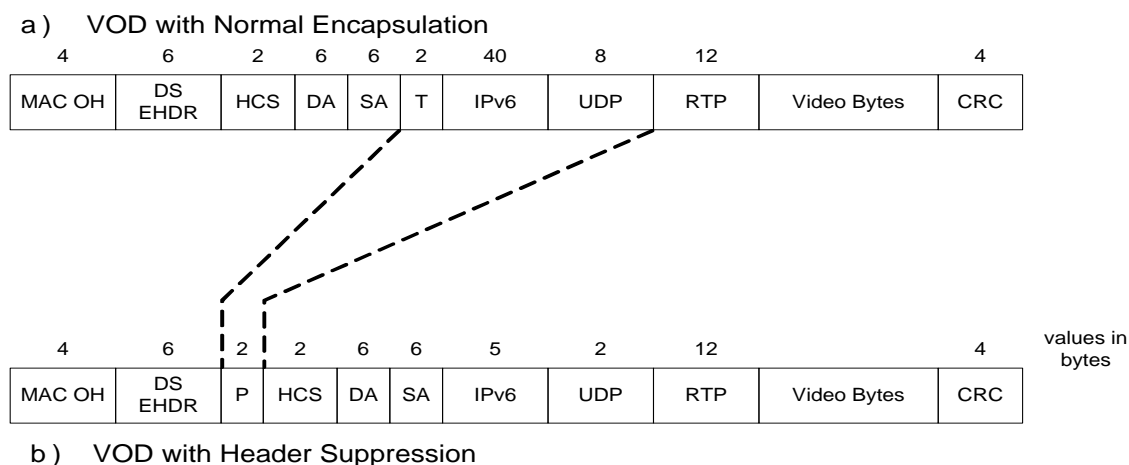 a )    VOD with Normal Encapsulation
4 6 2 6 6 2 40 8 12 4
MAC OH DS EHDR HCS DA SA T IPv6 UDP RTP Video Bytes CRC
4 6 2 2 6 6 5 2 12 4
values in
bytes
MAC OH DS EHDR P HCS DA SA IPv6 UDP RTP Video Bytes CRC
b )    VOD with Header Suppression